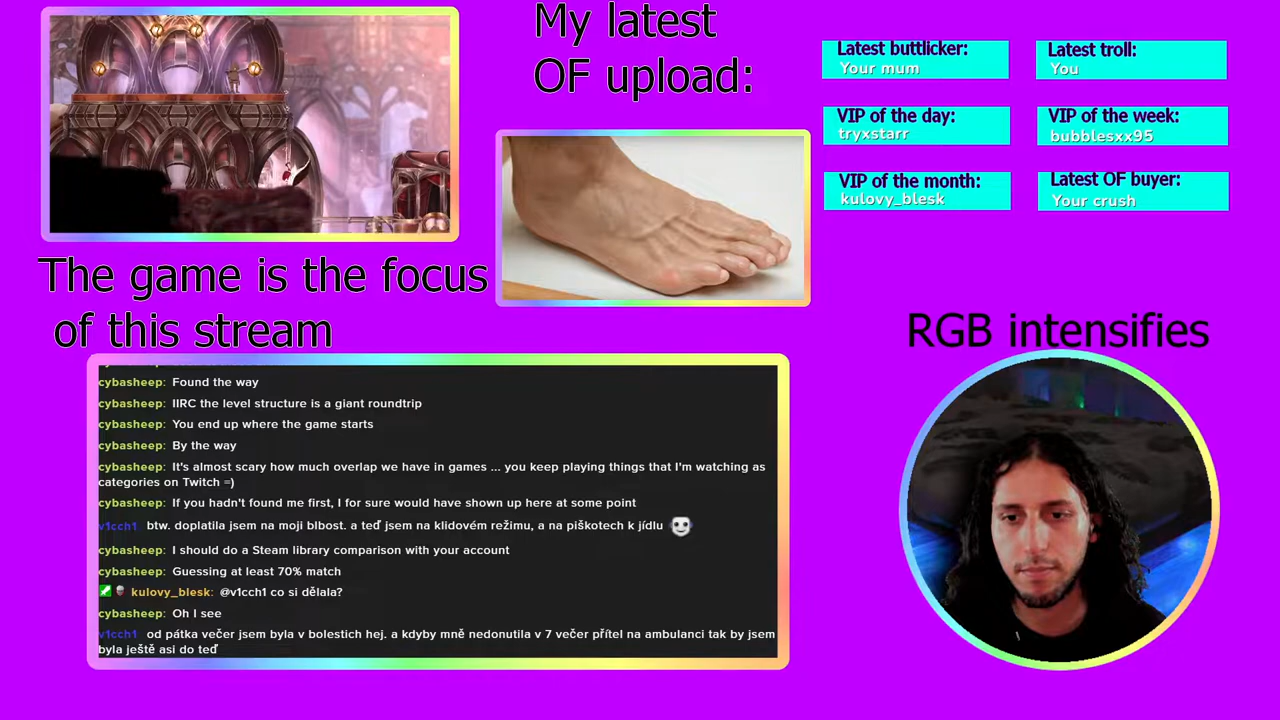 My latest
OF upload:
Latest buttlicker:
Your mum
Latest troll:
You
VIP of the day:
tryxstarr
VIP of the week:
bubblesxx95
VIP of the month:
kulovy_blesk
Latest OF buyer:
Your crush
The game is the focus
of this stream
RGB intensifies
cybasheep: Found the way
cybasheep: IIRC the level structure is a giant roundtrip
cybasheep: You end up where the game starts
cybasheep: By the way
cybasheep: It's almost scary how much overlap we have in games ... you keep playing things that I'm watching as
categories on Twitch =)
cybasheep: If you hadn't found me first, I for sure would have shown up here at some point
v1cch1 btw. doplatila jsem na moji blbost. a teď jsem na klidovém režimu, a na piškotech k jídlu
cybasheep: I should do a Steam library comparison with your account
cybasheep: Guessing at least 70% match
kulovy_blesk: @v1cch1 co si dělala?
cybasheep: Oh I see
v1cch1 od pátka večer jsem byla v bolestich hej. a kdyby mně nedonutila v 7 večer přítel na ambulanci tak by jsem
byla ještě asi do teď